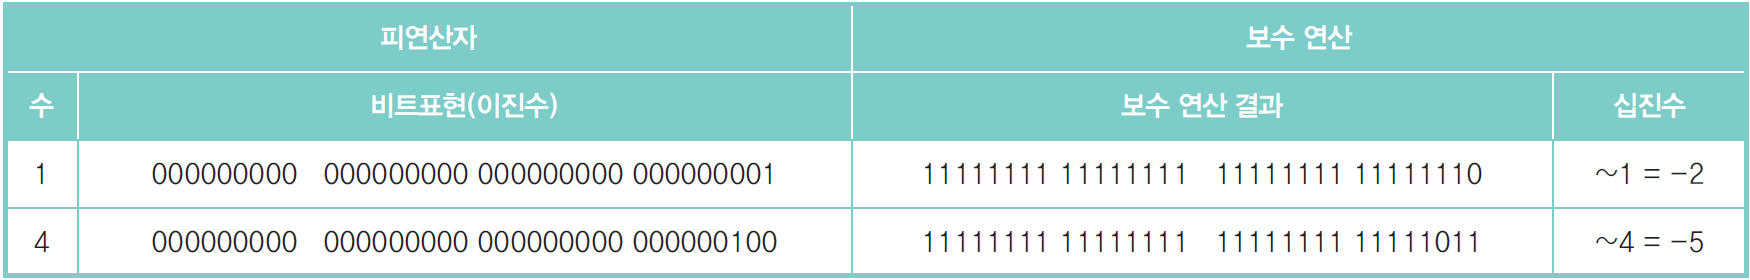 피연산자 보수 연산
수 비트표현(이진수) 보수 연산 결과 십진수
1 000000000 000000000 000000000 000000001 11111111 11111111 11111111 11111110 ~1 = -2
4 000000000 000000000 000000000 000000100 11111111 11111111 11111111 11111011 ~4 = -5